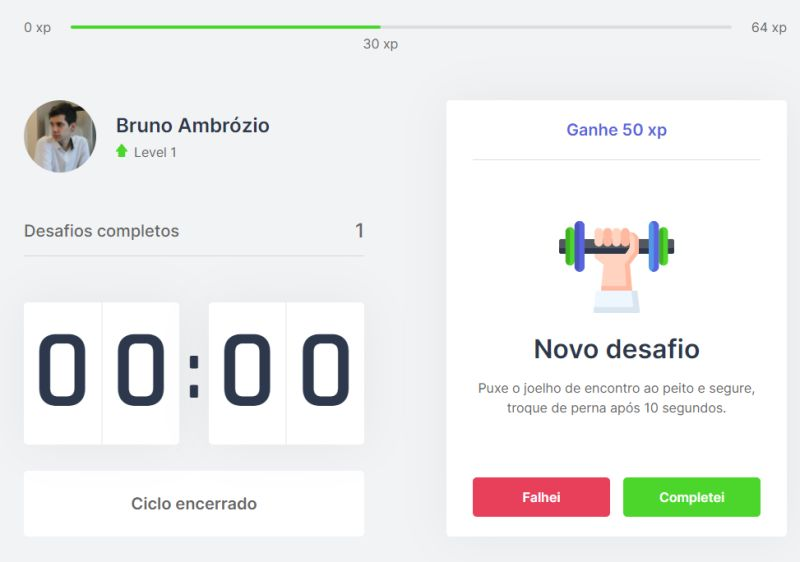 0 xp
64 xp
30 xp
Bruno Ambrózio
Level 1
Desafios completos 1
00:00
Ciclo encerrado
Ganhe 50 xp
Novo desafio
Puxe o joelho de encontro ao peito e segure,
troque de perna após 10 segundos.
Falhei
Completei